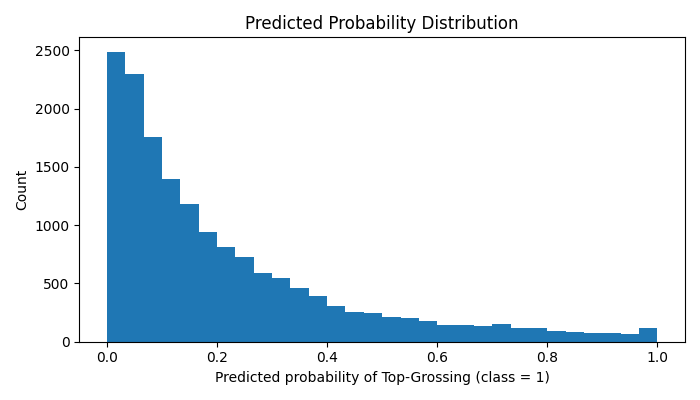 Predicted Probability Distribution
2500
2000
1500
1000
500
0
Count
0.0 0.2 0.4 0.6 0.8 1.0
Predicted probability of Top-Grossing (class = 1)